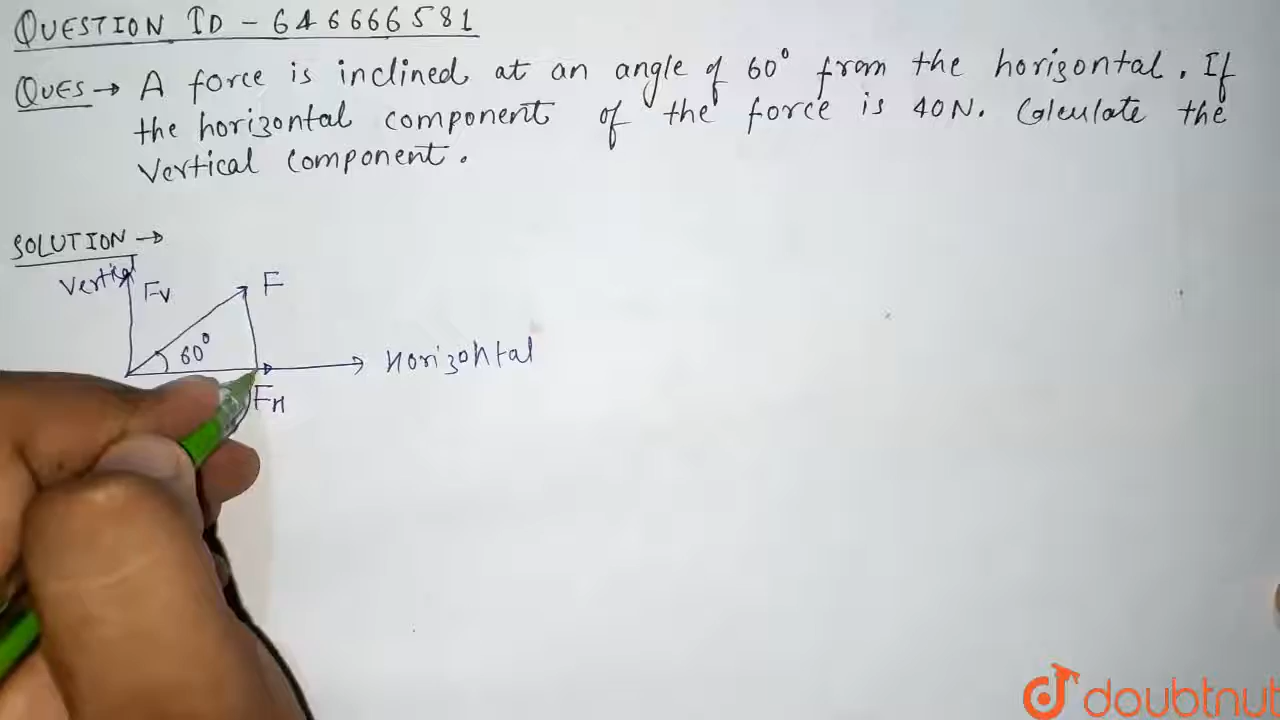 QUESTION ID - 646666581
QUES → A force is inclined at an angle of 60° from the horizontal. If
the horizontal component of the force is 40N. Calculate the
Vertical component.
SOLUTION →
Vertical
Fv
F
60°
Horizontal
FH
doubtnut